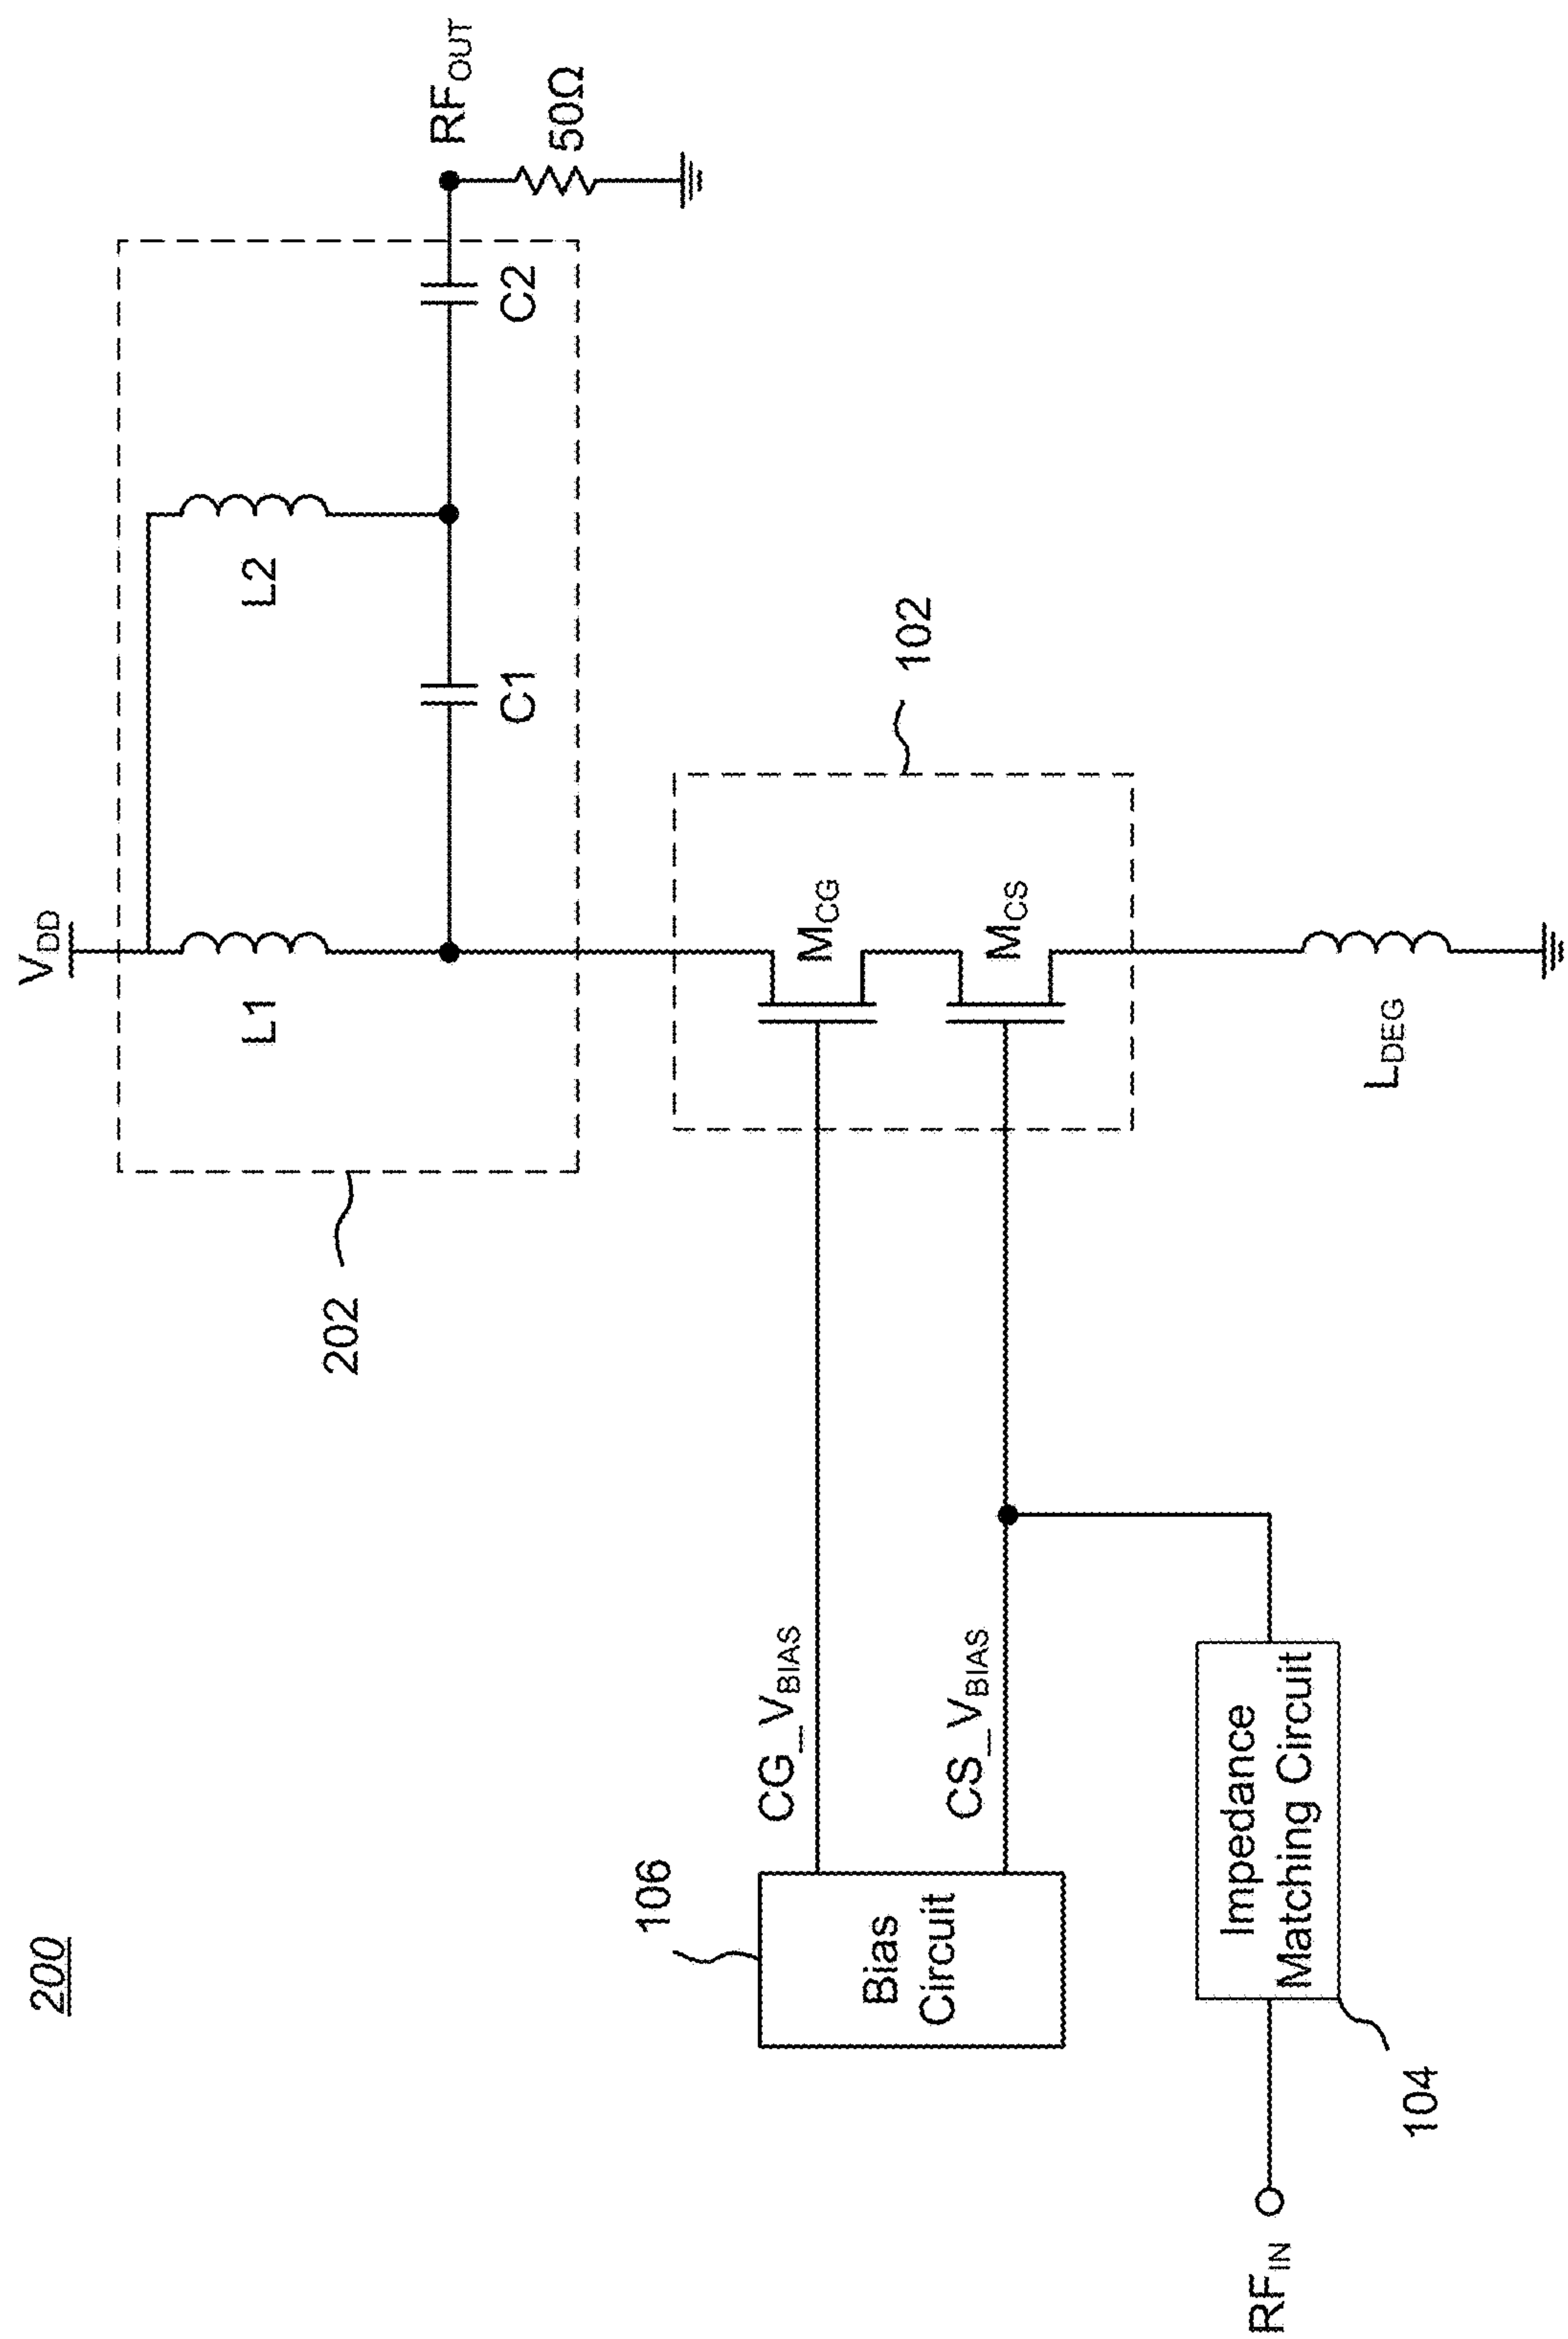 200
V_DD
RF_OUT
L1
L2
C1
C2
50Ω
202
106
102
CG_V_BIAS
M_CG
Bias
Circuit
CS_V_BIAS
M_CS
Impedance
Matching Circuit
RF_IN
104
L_DEG